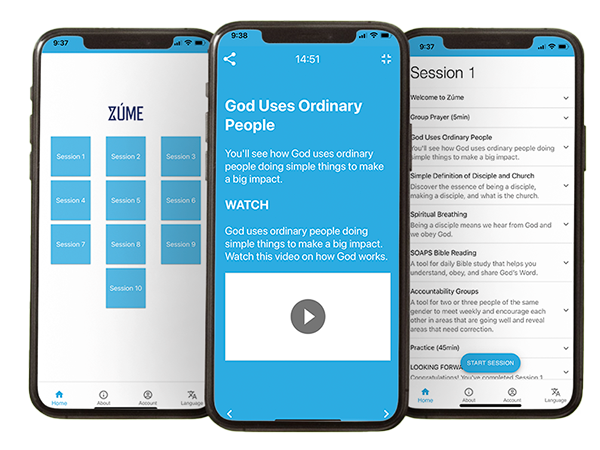 9:37
ZÚME
Session 1
Session 2
Session 3
Session 4
Session 5
Session 6
Session 7
Session 8
Session 9
Session 10
Home
About
Account
Language
9:38
14:51
God Uses Ordinary
People
You'll see how God uses ordinary
people doing simple things to make
a big impact.
WATCH
God uses ordinary people doing
simple things to make a big impact.
Watch this video on how God works.
9:37
Session 1
Welcome to Zúme
Group Prayer (5min)
God Uses Ordinary People
You'll see how God uses ordinary people doing
simple things to make a big impact.
Simple Definition of Disciple and Church
Discover the essence of being a disciple,
making a disciple, and what is the church.
Spiritual Breathing
Being a disciple means we hear from God and
we obey God.
SOAPS Bible Reading
A tool for daily Bible study that helps you
understand, obey, and share God's Word.
Accountability Groups
A tool for two or three people of the same
gender to meet weekly and encourage each
other in areas that are going well and reveal
areas that need correction.
Practice (45min)
START SESSION
LOOKING FORWA
Congratulations! You've completed Session 1.
Home
About
Account
Language